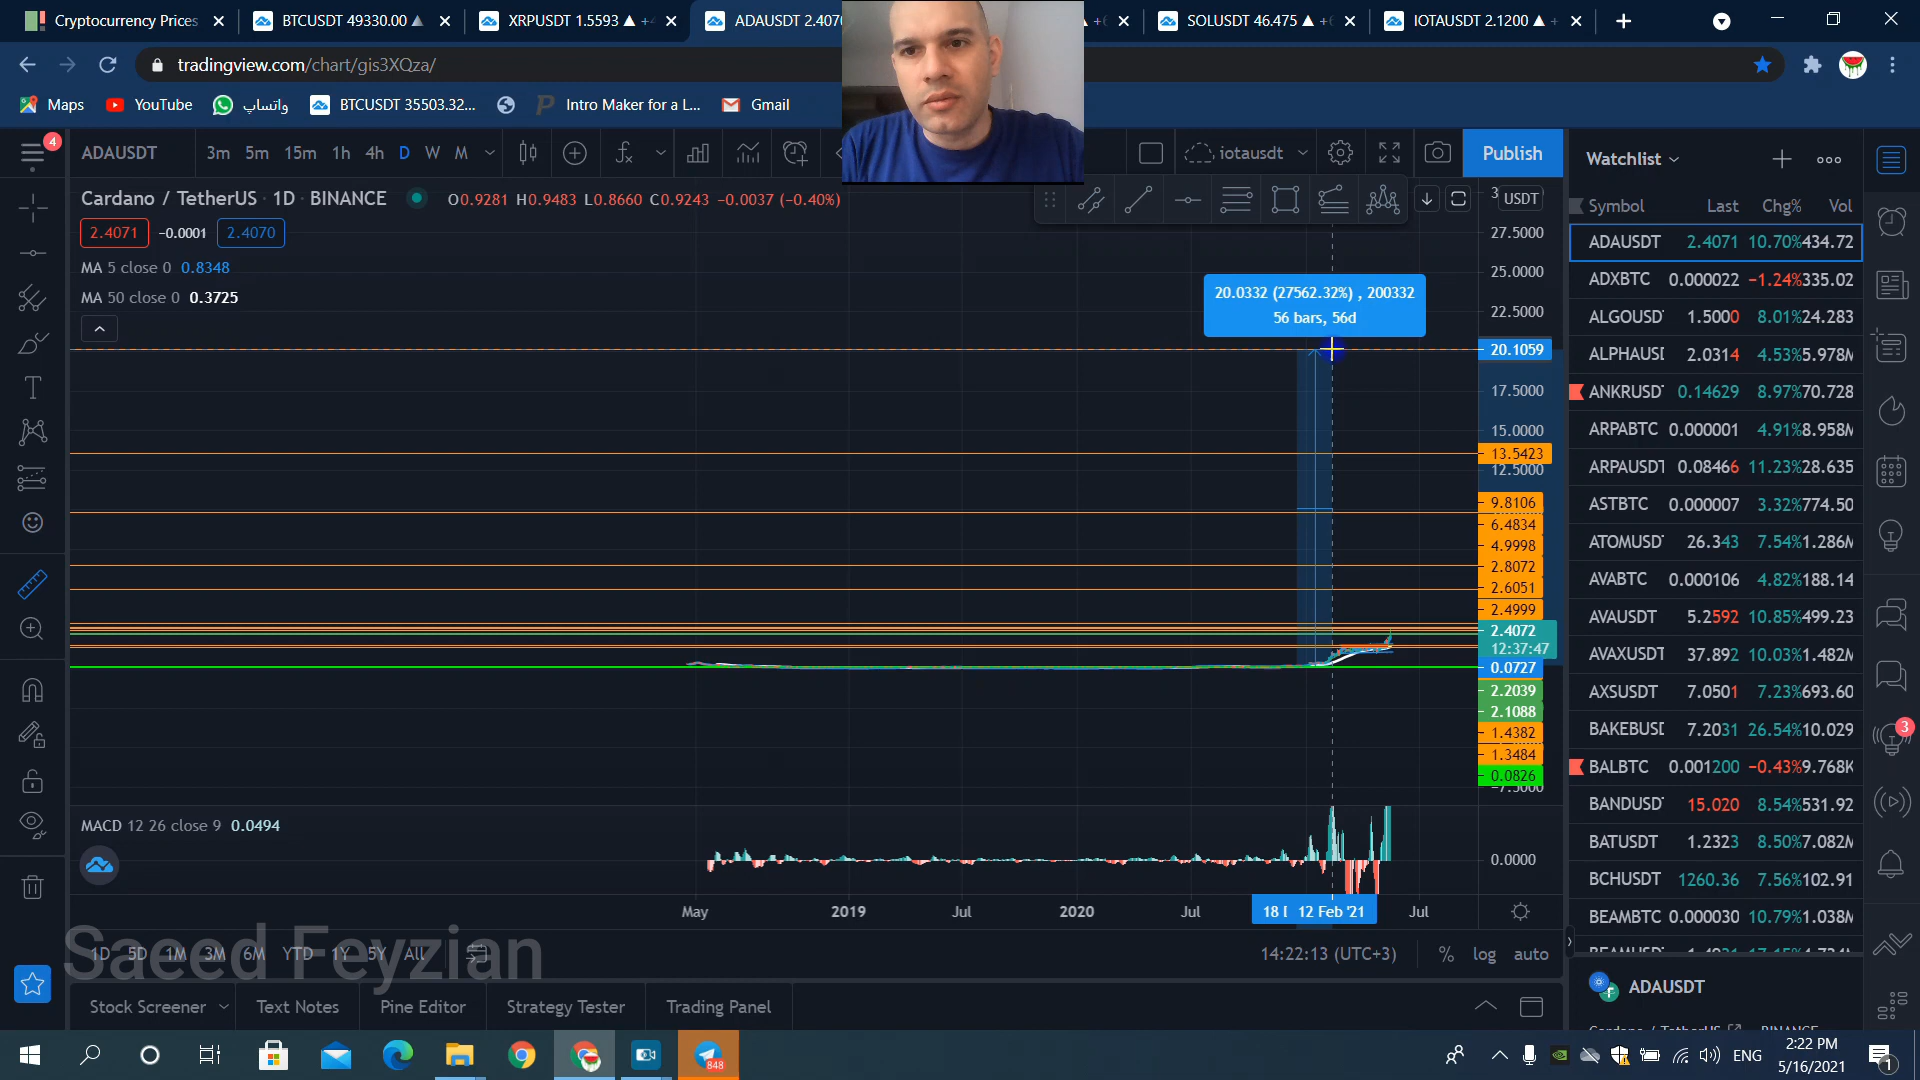 Cryptocurrency Prices
BTCUSDT 49330.00 ▲
XRPUSDT 1.5593 ▲
ADAUSDT 2.407
SOLUSDT 46.475 ▲
IOTAUSDT 2.1200 ▲ +
tradingview.com/chart/gis3XQza/
Maps
YouTube
واتساپ
BTCUSDT 35503.32...
Intro Maker for a L...
Gmail
4
ADAUSDT
3m 5m 15m 1h 4h D W M
iotausdt
Publish
Watchlist
Cardano / TetherUS · 1D · BINANCE
O0.9281 H0.9483 L0.8660 C0.9243 −0.0037 (−0.40%)
2.4071 −0.0001 2.4070
MA 5 close 0 0.8348
MA 50 close 0 0.3725
USDT
20.0332 (27562.32%) , 200332
56 bars, 56d
27.5000
25.0000
22.5000
20.1059
17.5000
15.0000
13.5423
12.5000
9.8106
6.4834
4.9998
2.8072
2.6051
2.4999
2.4072
12:37:47
0.0727
2.2039
2.1088
1.4382
1.3484
0.0826
−7.5000
MACD 12 26 close 9 0.0494
0.0000
May 2019 Jul 2020 Jul 12 Feb '21 Jul
Saeed Feyzian
1D 5D 1M 3M 6M YTD 1Y 5Y All
14:22:13 (UTC+3) % log auto
Stock Screener Text Notes Pine Editor Strategy Tester Trading Panel
Symbol Last Chg% Vol
ADAUSDT 2.4071 10.70% 434.72
ADXBTC 0.000022 −1.24% 335.02
ALGOUSD 1.5000 8.01% 24.283
ALPHAUSI 2.0314 4.53% 5.978M
ANKRUSD 0.14629 8.97% 70.728
ARPABTC 0.000001 4.91% 8.958M
ARPAUSDT 0.08466 11.23% 28.635
ASTBTC 0.000007 3.32% 774.50
ATOMUSD 26.343 7.54% 1.286M
AVABTC 0.000106 4.82% 188.14
AVAUSDT 5.2592 10.85% 499.23
AVAXUSDT 37.892 10.03% 1.482M
AXSUSDT 7.0501 7.23% 693.60
BAKEBUSD 7.2031 26.54% 10.029
BALBTC 0.001200 −0.43% 9.768K
BANDUSD 15.020 8.54% 531.92
BATUSDT 1.2323 8.50% 7.082M
BCHUSDT 1260.36 7.56% 102.91
BEAMBTC 0.000030 10.79% 1.038M
ADAUSDT
3
848
ENG
2:22 PM
5/16/2021
1